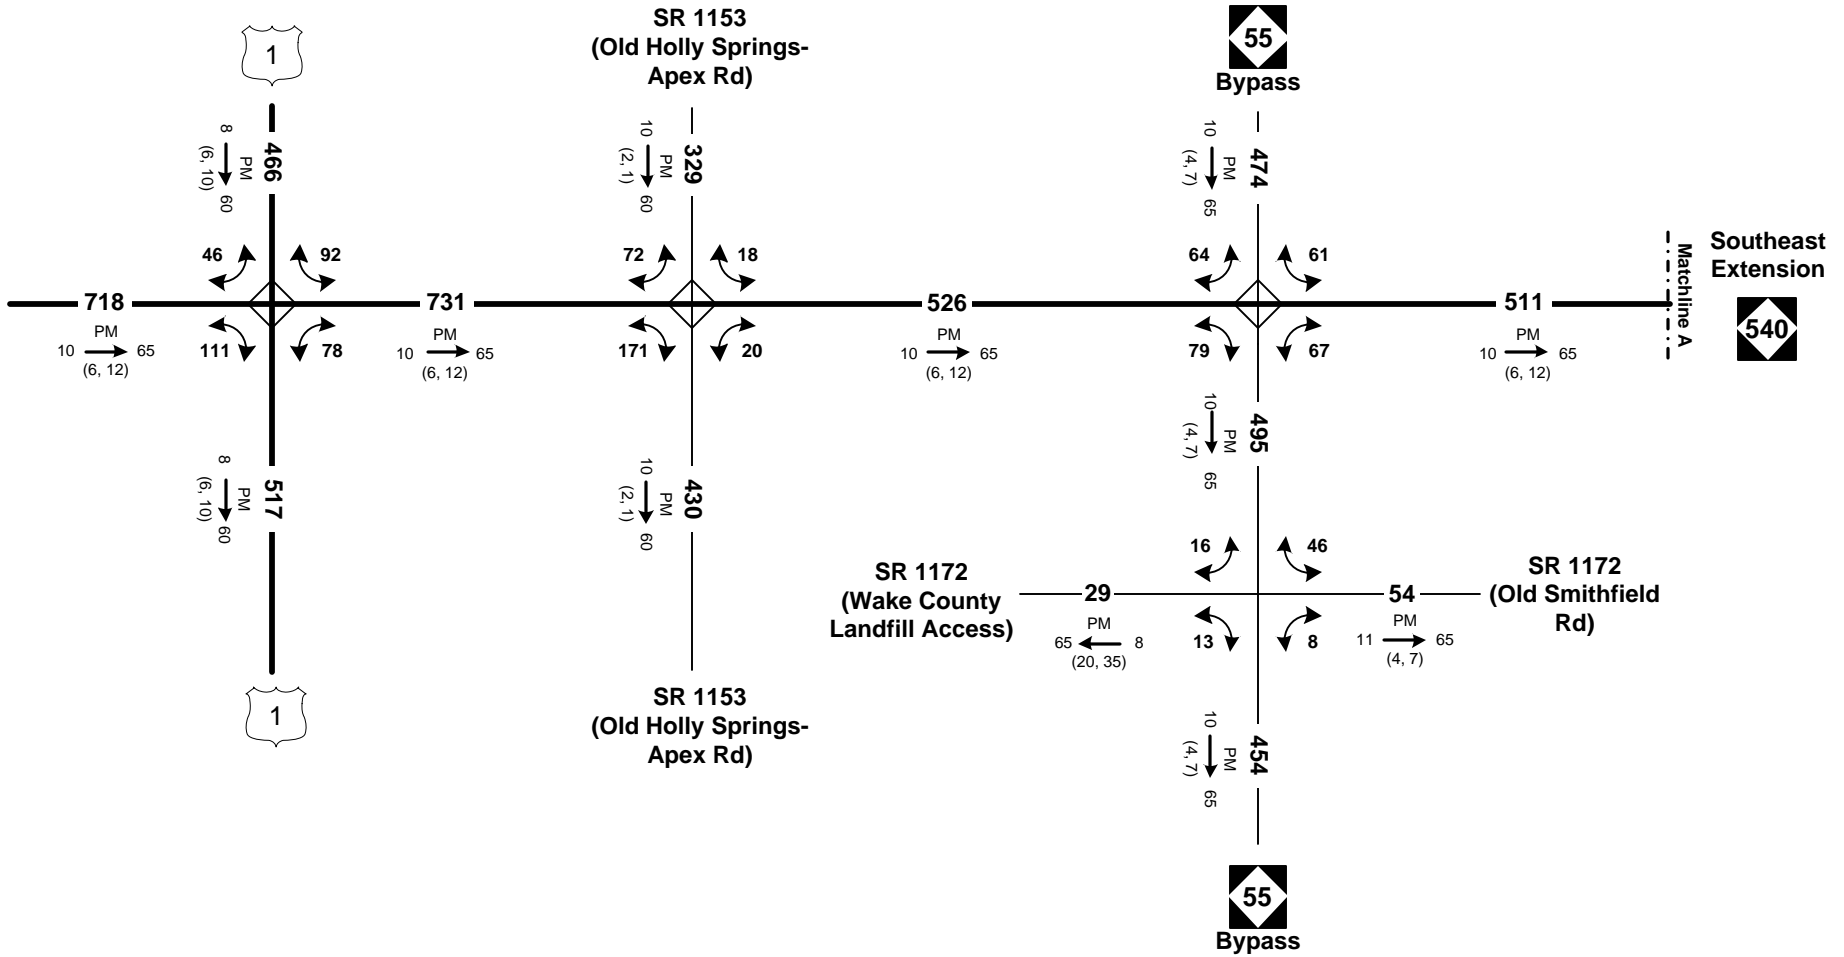 1
SR 1153
(Old Holly Springs-
Apex Rd)
55
Bypass
8
PM
(6, 10)
60
466
10
PM
(2, 1)
60
329
10
PM
(4, 7)
65
474
46
92
72
18
64
61
Matchline A
Southeast
Extension
540
718
731
526
511
PM
10
65
(6, 12)
111
78
PM
10
65
(6, 12)
171
20
PM
10
65
(6, 12)
79
67
PM
10
65
(6, 12)
8
PM
(6, 10)
60
517
10
PM
(2, 1)
60
430
10
PM
(4, 7)
65
495
16
46
SR 1172
(Wake County
Landfill Access)
29
54
SR 1172
(Old Smithfield
Rd)
PM
65
8
(20, 35)
13
8
PM
11
65
(4, 7)
1
SR 1153
(Old Holly Springs-
Apex Rd)
10
PM
(4, 7)
65
454
55
Bypass